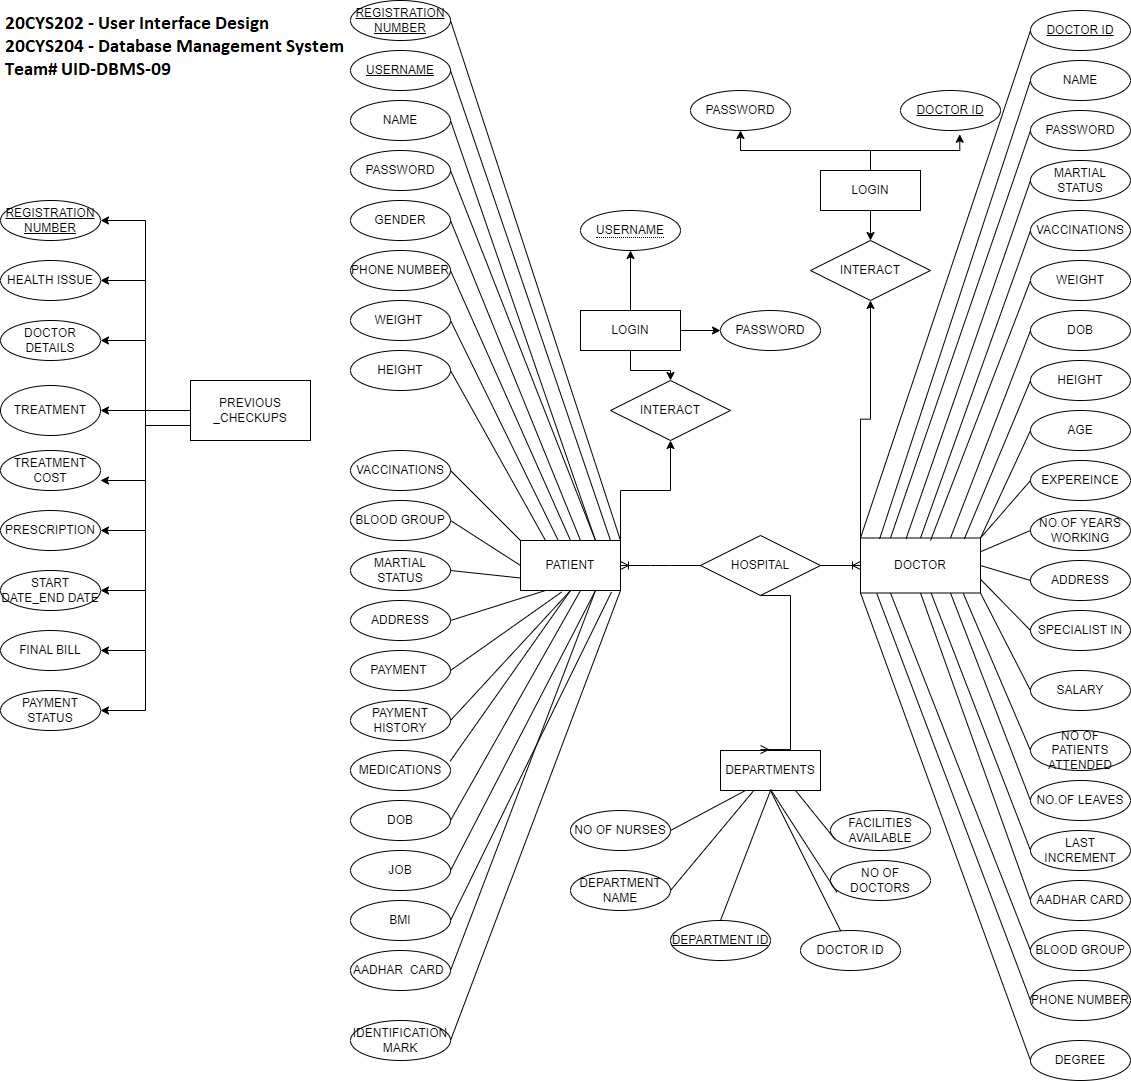 20CYS202 - User Interface Design
20CYS204 - Database Management System
Team# UID-DBMS-09
REGISTRATION
NUMBER
HEALTH ISSUE
DOCTOR
DETAILS
TREATMENT
TREATMENT
COST
PRESCRIPTION
START
DATE_END DATE
FINAL BILL
PAYMENT
STATUS
PREVIOUS
_CHECKUPS
REGISTRATION
NUMBER
USERNAME
NAME
PASSWORD
GENDER
PHONE NUMBER
WEIGHT
HEIGHT
VACCINATIONS
BLOOD GROUP
MARTIAL
STATUS
ADDRESS
PAYMENT
PAYMENT
HISTORY
MEDICATIONS
DOB
JOB
BMI
AADHAR CARD
IDENTIFICATION
MARK
PATIENT
USERNAME
LOGIN
PASSWORD
INTERACT
HOSPITAL
PASSWORD
DOCTOR ID
LOGIN
INTERACT
DOCTOR
DEPARTMENTS
NO OF NURSES
DEPARTMENT
NAME
DEPARTMENT ID
DOCTOR ID
NO OF
DOCTORS
FACILITIES
AVAILABLE
DOCTOR ID
NAME
PASSWORD
MARTIAL
STATUS
VACCINATIONS
WEIGHT
DOB
HEIGHT
AGE
EXPEREINCE
NO.OF YEARS
WORKING
ADDRESS
SPECIALIST IN
SALARY
NO OF
PATIENTS
ATTENDED
NO.OF LEAVES
LAST
INCREMENT
AADHAR CARD
BLOOD GROUP
PHONE NUMBER
DEGREE